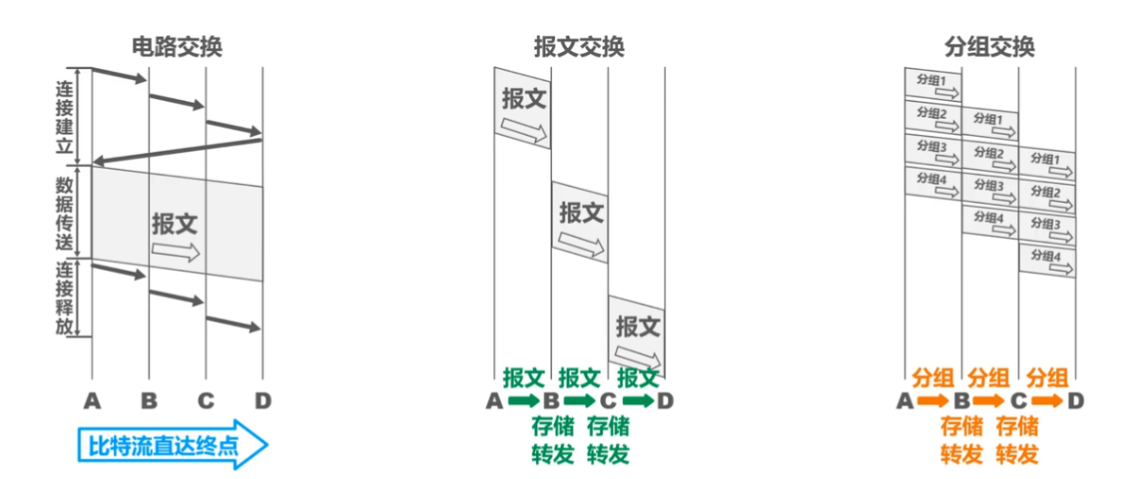 电路交换
连接建立
数据传送
连接释放
报文
A B C D
比特流直达终点
报文交换
报文
报文
报文
报文 报文 报文
A B C D
存储 存储
转发 转发
分组交换
分组1
分组2 分组1
分组3 分组2 分组1
分组4 分组3 分组2
分组4 分组3
分组4
分组 分组 分组
A B C D
存储 存储
转发 转发